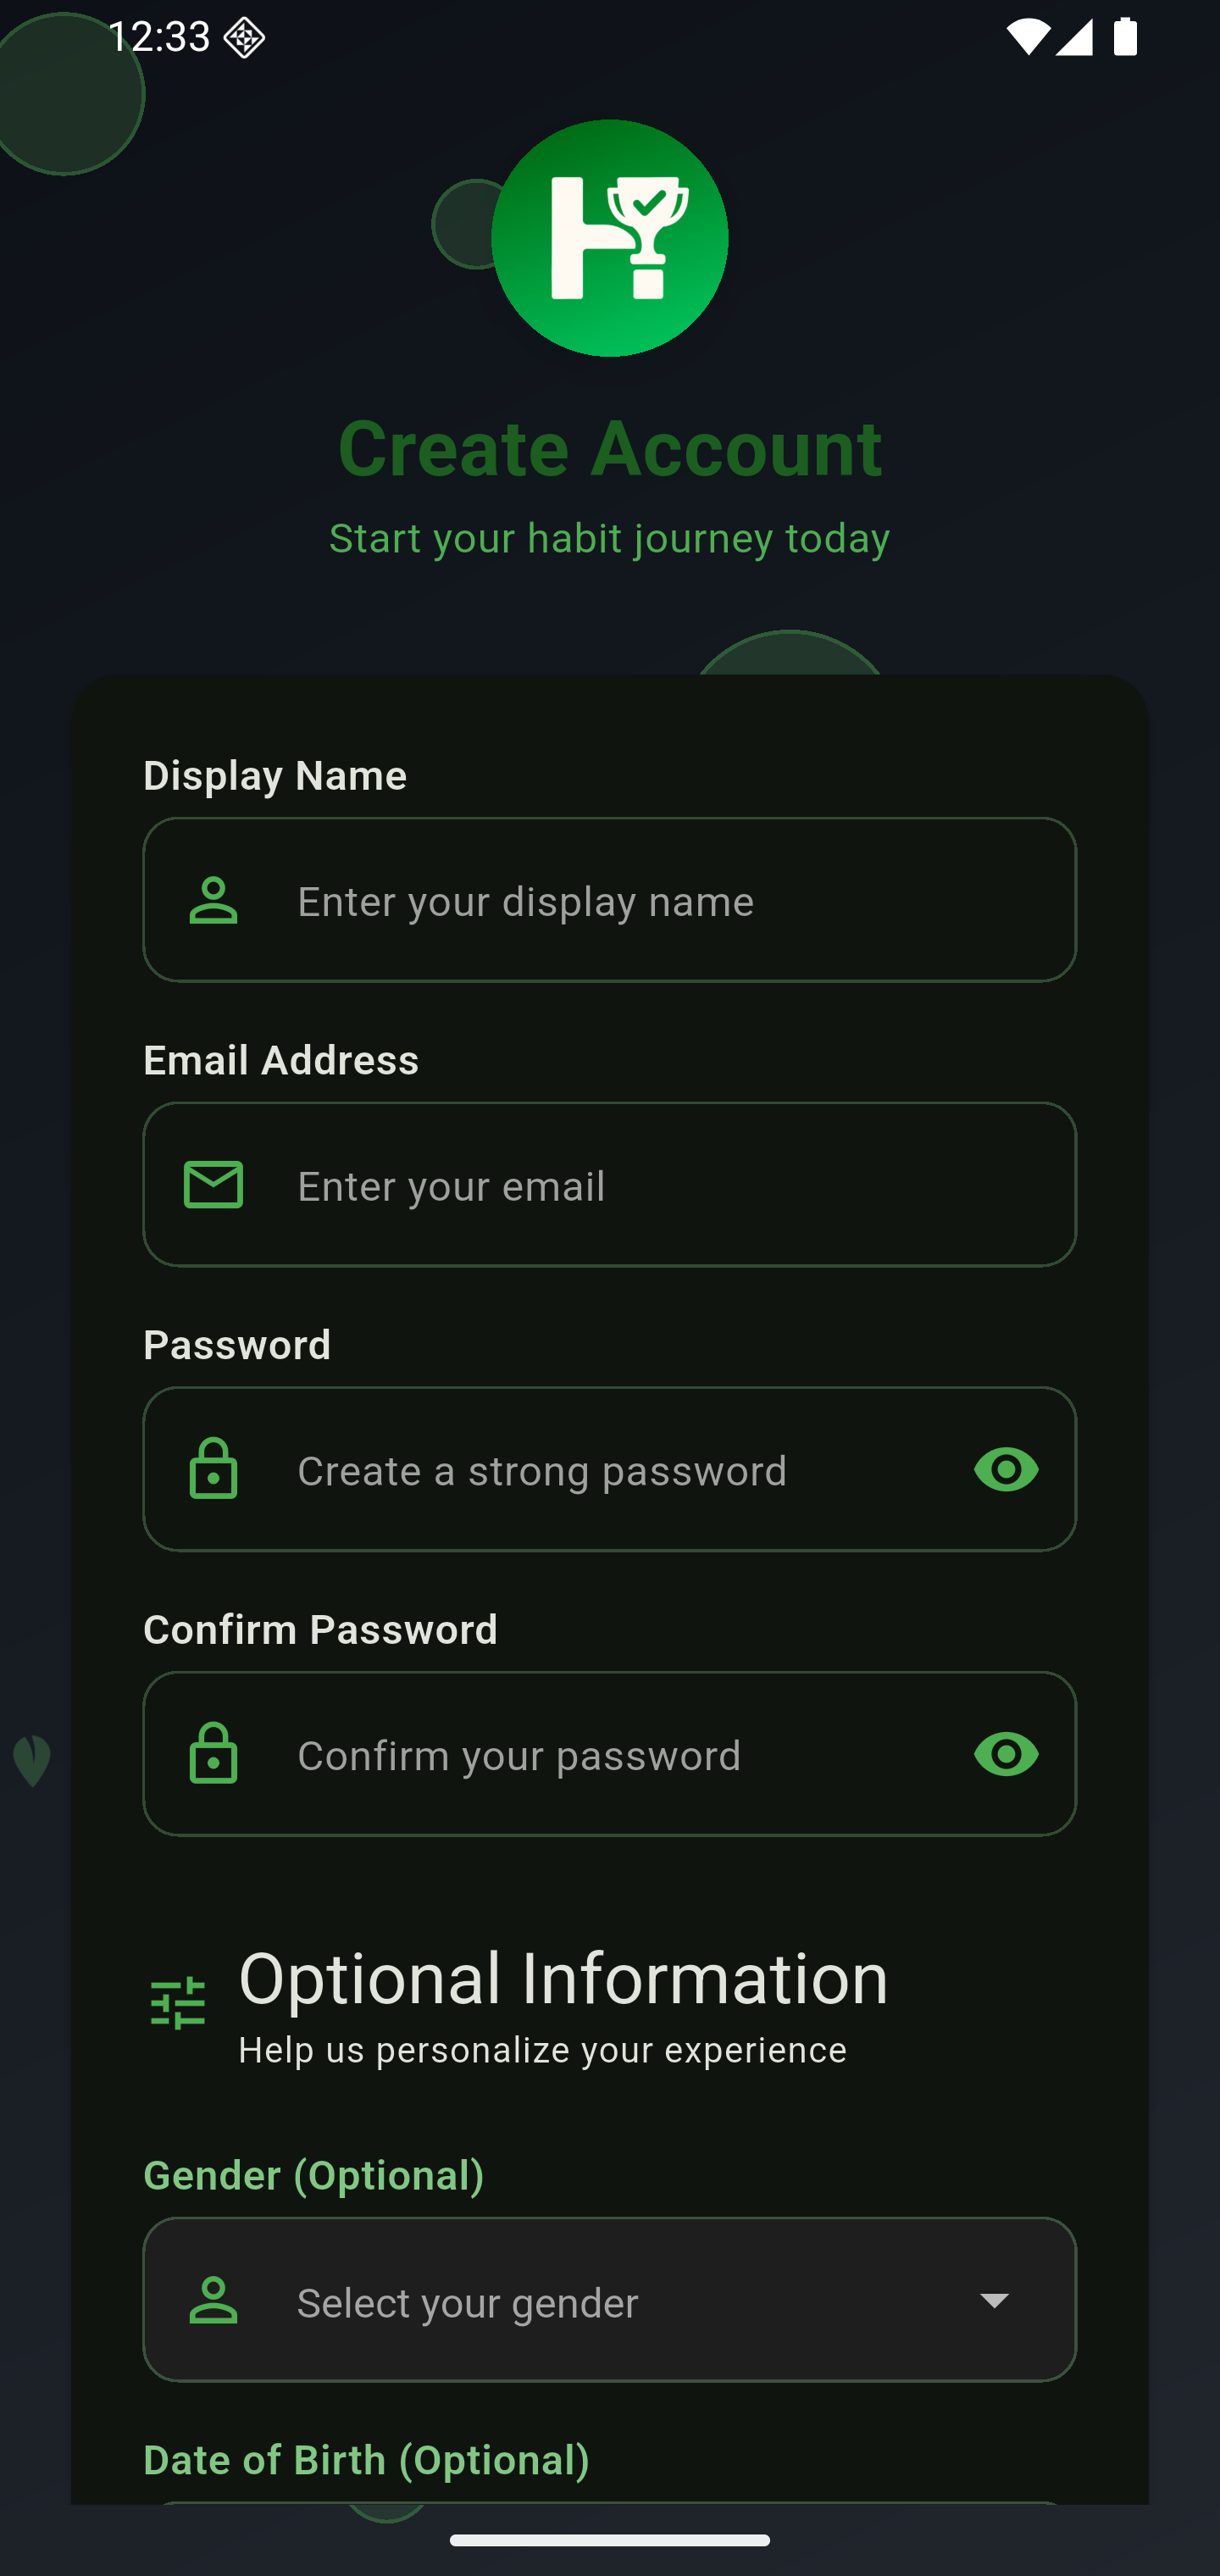 12:33
Create Account
Start your habit journey today
Display Name
Enter your display name
Email Address
Enter your email
Password
Create a strong password
Confirm Password
Confirm your password
Optional Information
Help us personalize your experience
Gender (Optional)
Select your gender
Date of Birth (Optional)